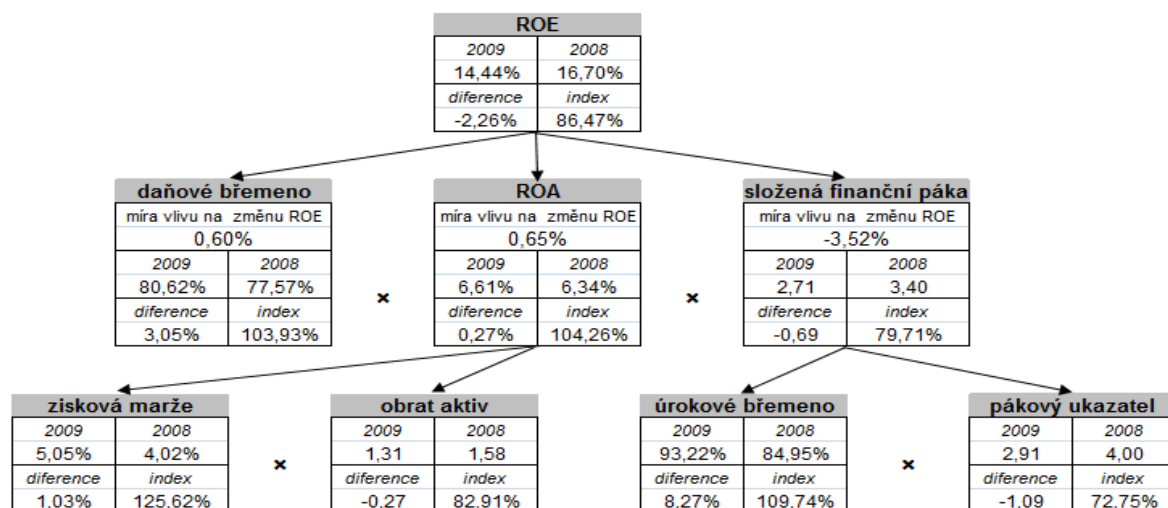 ROE
2009 2008
14,44% 16,70%
diference index
-2,26% 86,47%
daňové břemeno
míra vlivu na změnu ROE
0,60%
2009 2008
80,62% 77,57%
diference index
3,05% 103,93%
×
ROA
míra vlivu na změnu ROE
0,65%
2009 2008
6,61% 6,34%
diference index
0,27% 104,26%
×
složená finanční páka
míra vlivu na změnu ROE
-3,52%
2009 2008
2,71 3,40
diference index
-0,69 79,71%
zisková marže
2009 2008
5,05% 4,02%
diference index
1,03% 125,62%
×
obrat aktiv
2009 2008
1,31 1,58
diference index
-0,27 82,91%
úrokové břemeno
2009 2008
93,22% 84,95%
diference index
8,27% 109,74%
×
pákový ukazatel
2009 2008
2,91 4,00
diference index
-1,09 72,75%